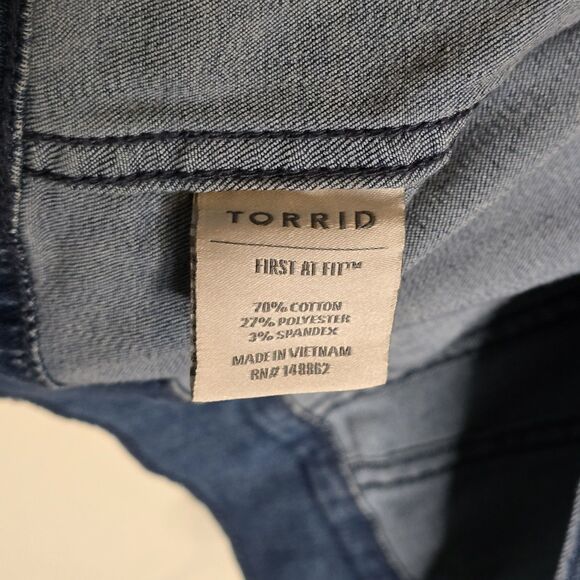 TORRID
FIRST AT FIT™
70% COTTON
27% POLYESTER
3% SPANDEX
MADE IN VIETNAM
RN# 148862